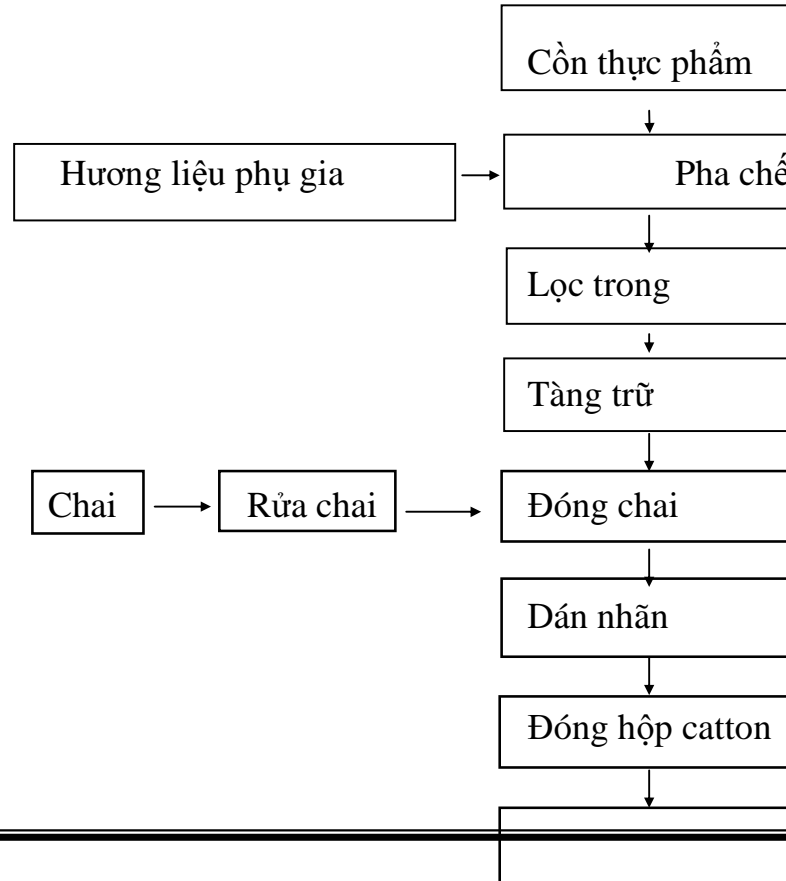 Cồn thực phẩm
Hương liệu phụ gia
Pha chế
Lọc trong
Tàng trữ
Chai
Rửa chai
Đóng chai
Dán nhãn
Đóng hộp catton